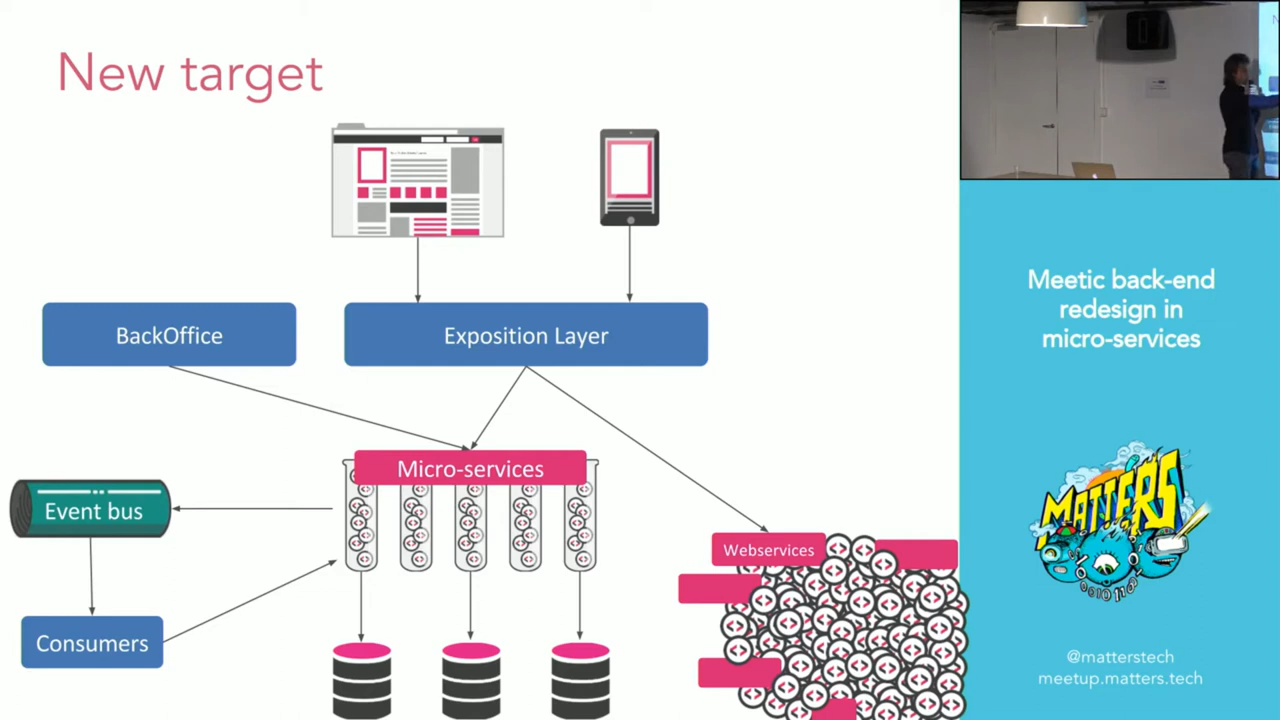 New target
BackOffice
Exposition Layer
Micro-services
Event bus
Webservices
Consumers
Meetic back-end
redesign in
micro-services
MATTERS
@matterstech
meetup.matters.tech